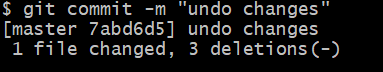 $ git commit -m "undo changes"
[master 7abd6d5] undo changes
 1 file changed, 3 deletions(-)